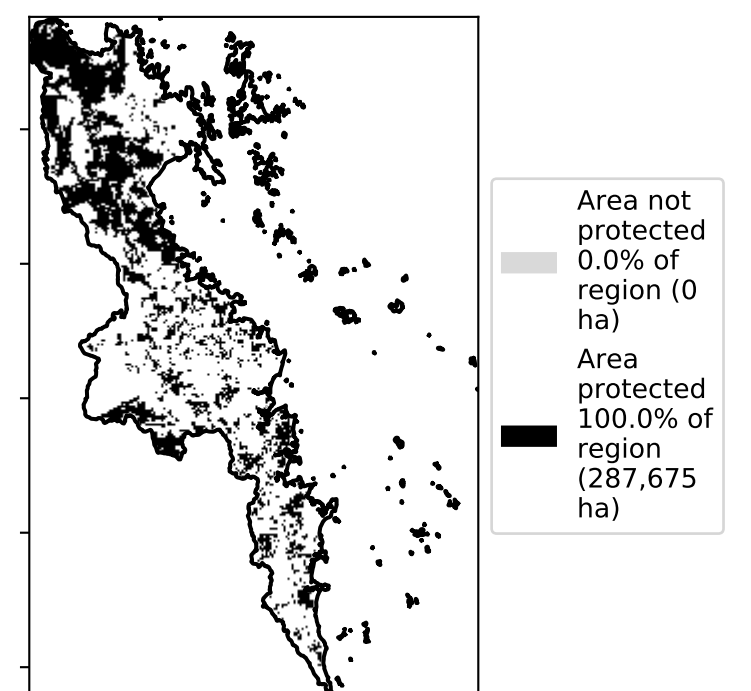 Area not
protected
0.0% of
region (0
ha)
Area
protected
100.0% of
region
(287,675
ha)